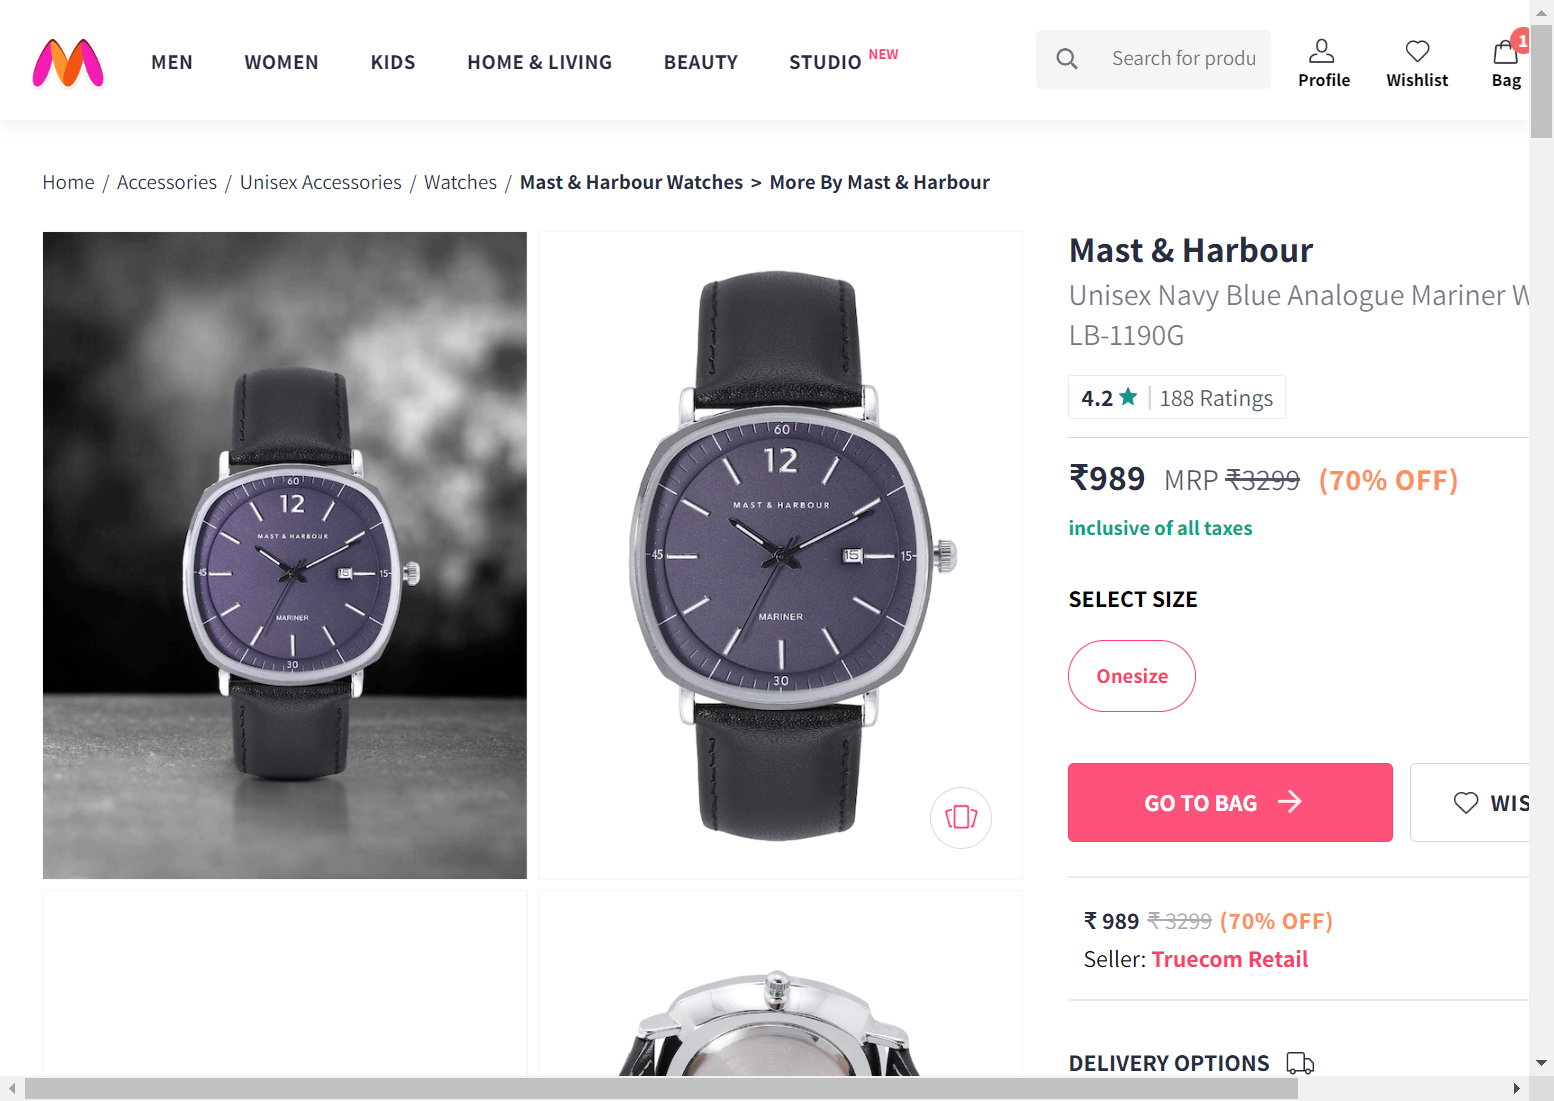 MEN
WOMEN
KIDS
HOME & LIVING
BEAUTY
STUDIO NEW
Search for produ
Profile
Wishlist
Bag
1
Home / Accessories / Unisex Accessories / Watches / Mast & Harbour Watches > More By Mast & Harbour
60
12
MAST & HARBOUR
45
15
15
MARINER
30
60
12
MAST & HARBOUR
45
15
15
MARINER
30
Mast & Harbour
Unisex Navy Blue Analogue Mariner W
LB-1190G
4.2 ★ | 188 Ratings
₹989 MRP ₹3299 (70% OFF)
inclusive of all taxes
SELECT SIZE
Onesize
GO TO BAG
WIS
₹ 989 ₹ 3299 (70% OFF)
Seller: Truecom Retail
DELIVERY OPTIONS